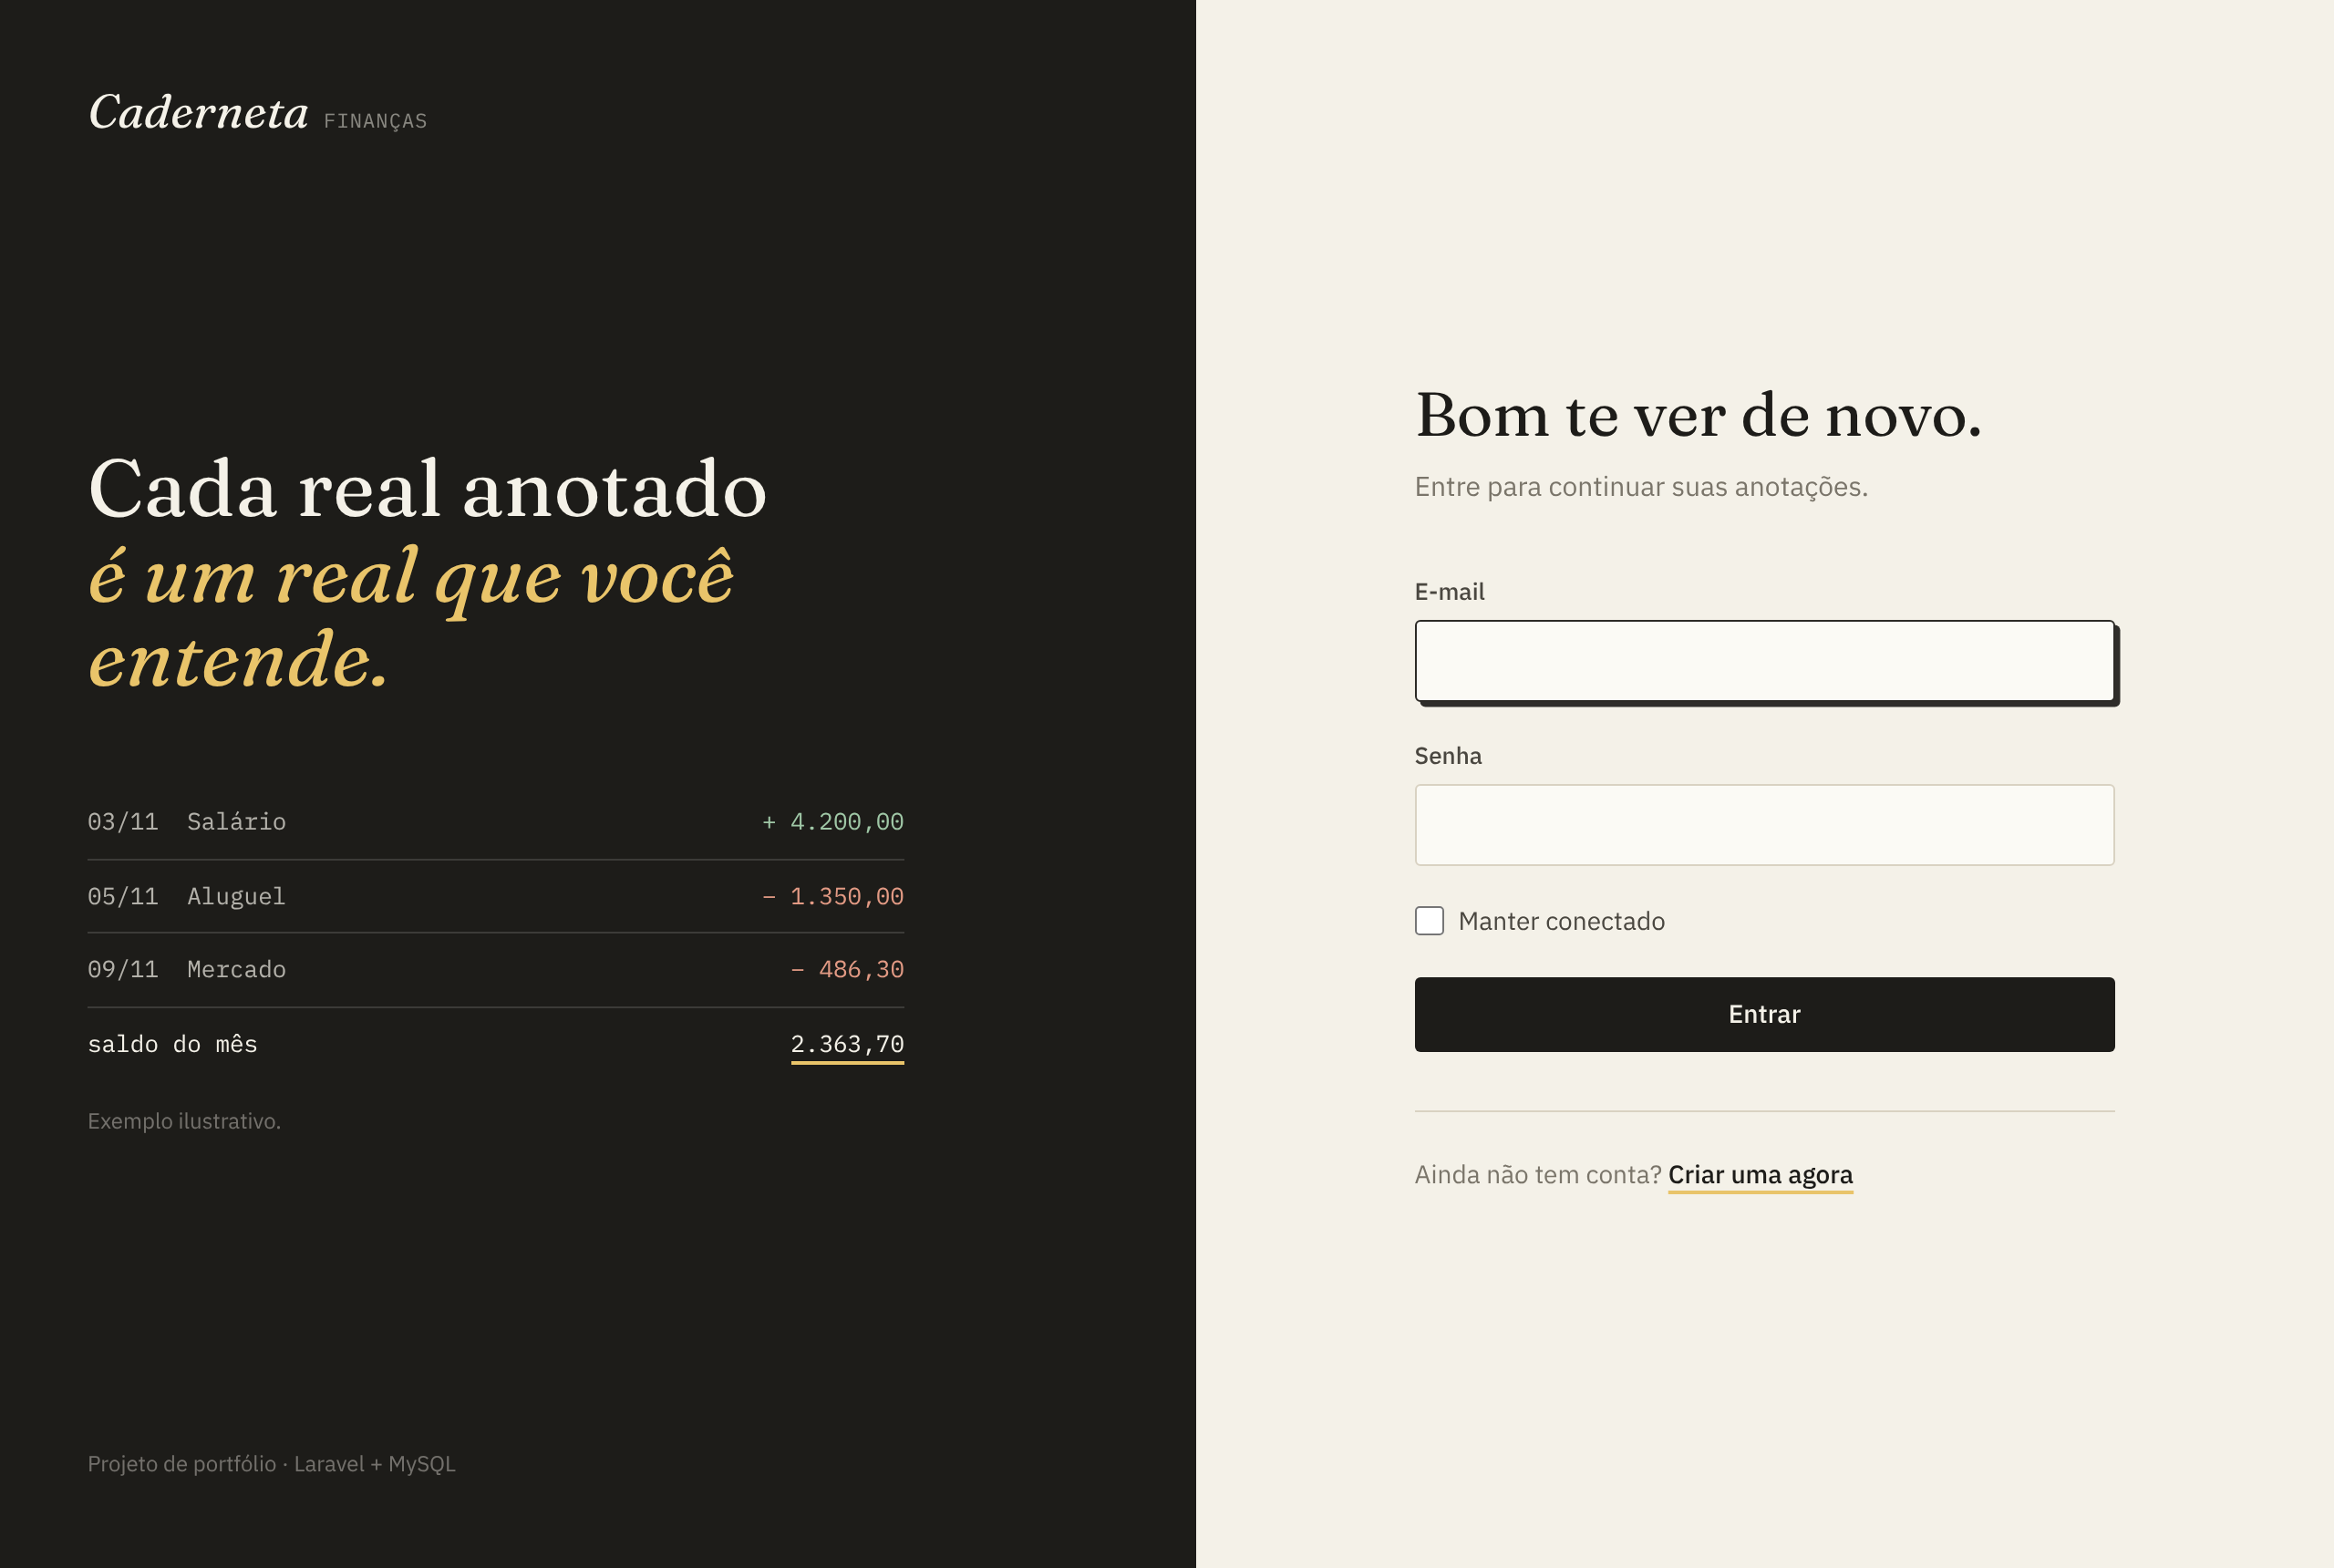 Caderneta FINANÇAS
Cada real anotado
é um real que você
entende.
03/11 Salário + 4.200,00
05/11 Aluguel − 1.350,00
09/11 Mercado − 486,30
saldo do mês 2.363,70
Exemplo ilustrativo.
Projeto de portfólio · Laravel + MySQL
Bom te ver de novo.
Entre para continuar suas anotações.
E-mail
Senha
Manter conectado
Entrar
Ainda não tem conta? Criar uma agora